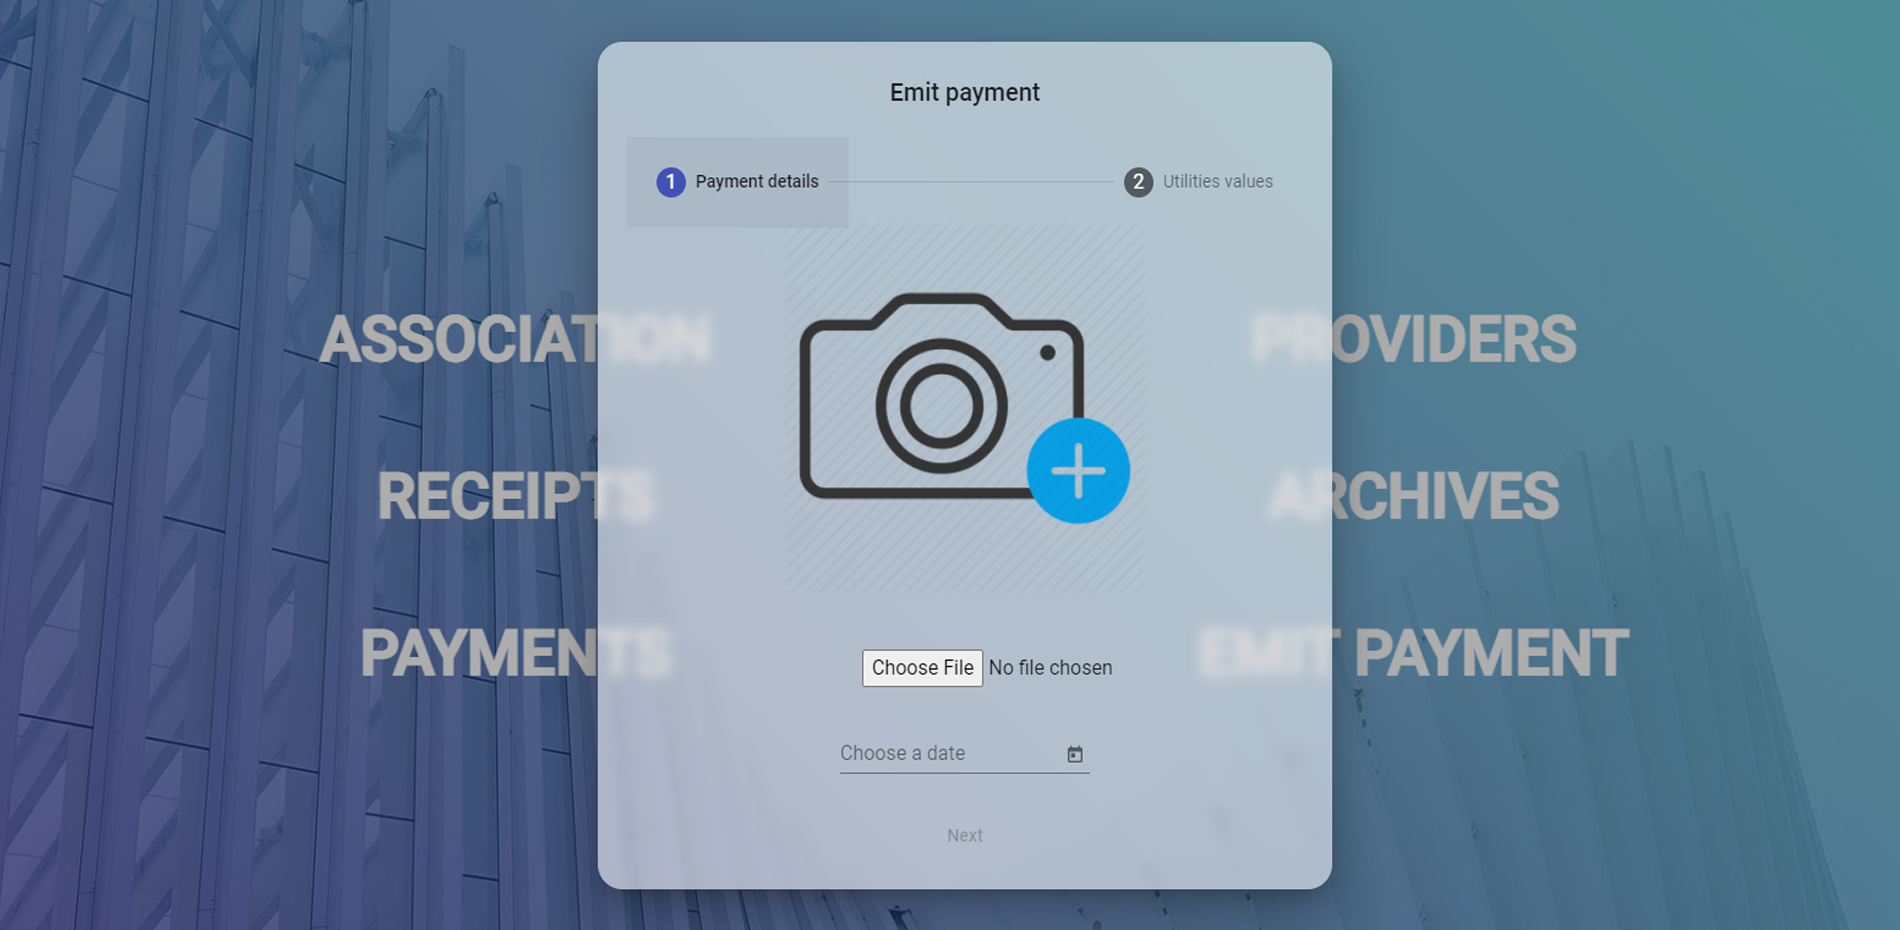 Emit payment
1 Payment details
2 Utilities values
ASSOCIATION
PROVIDERS
RECEIPTS
ARCHIVES
PAYMENTS
EMIT PAYMENT
Choose File No file chosen
Choose a date
Next